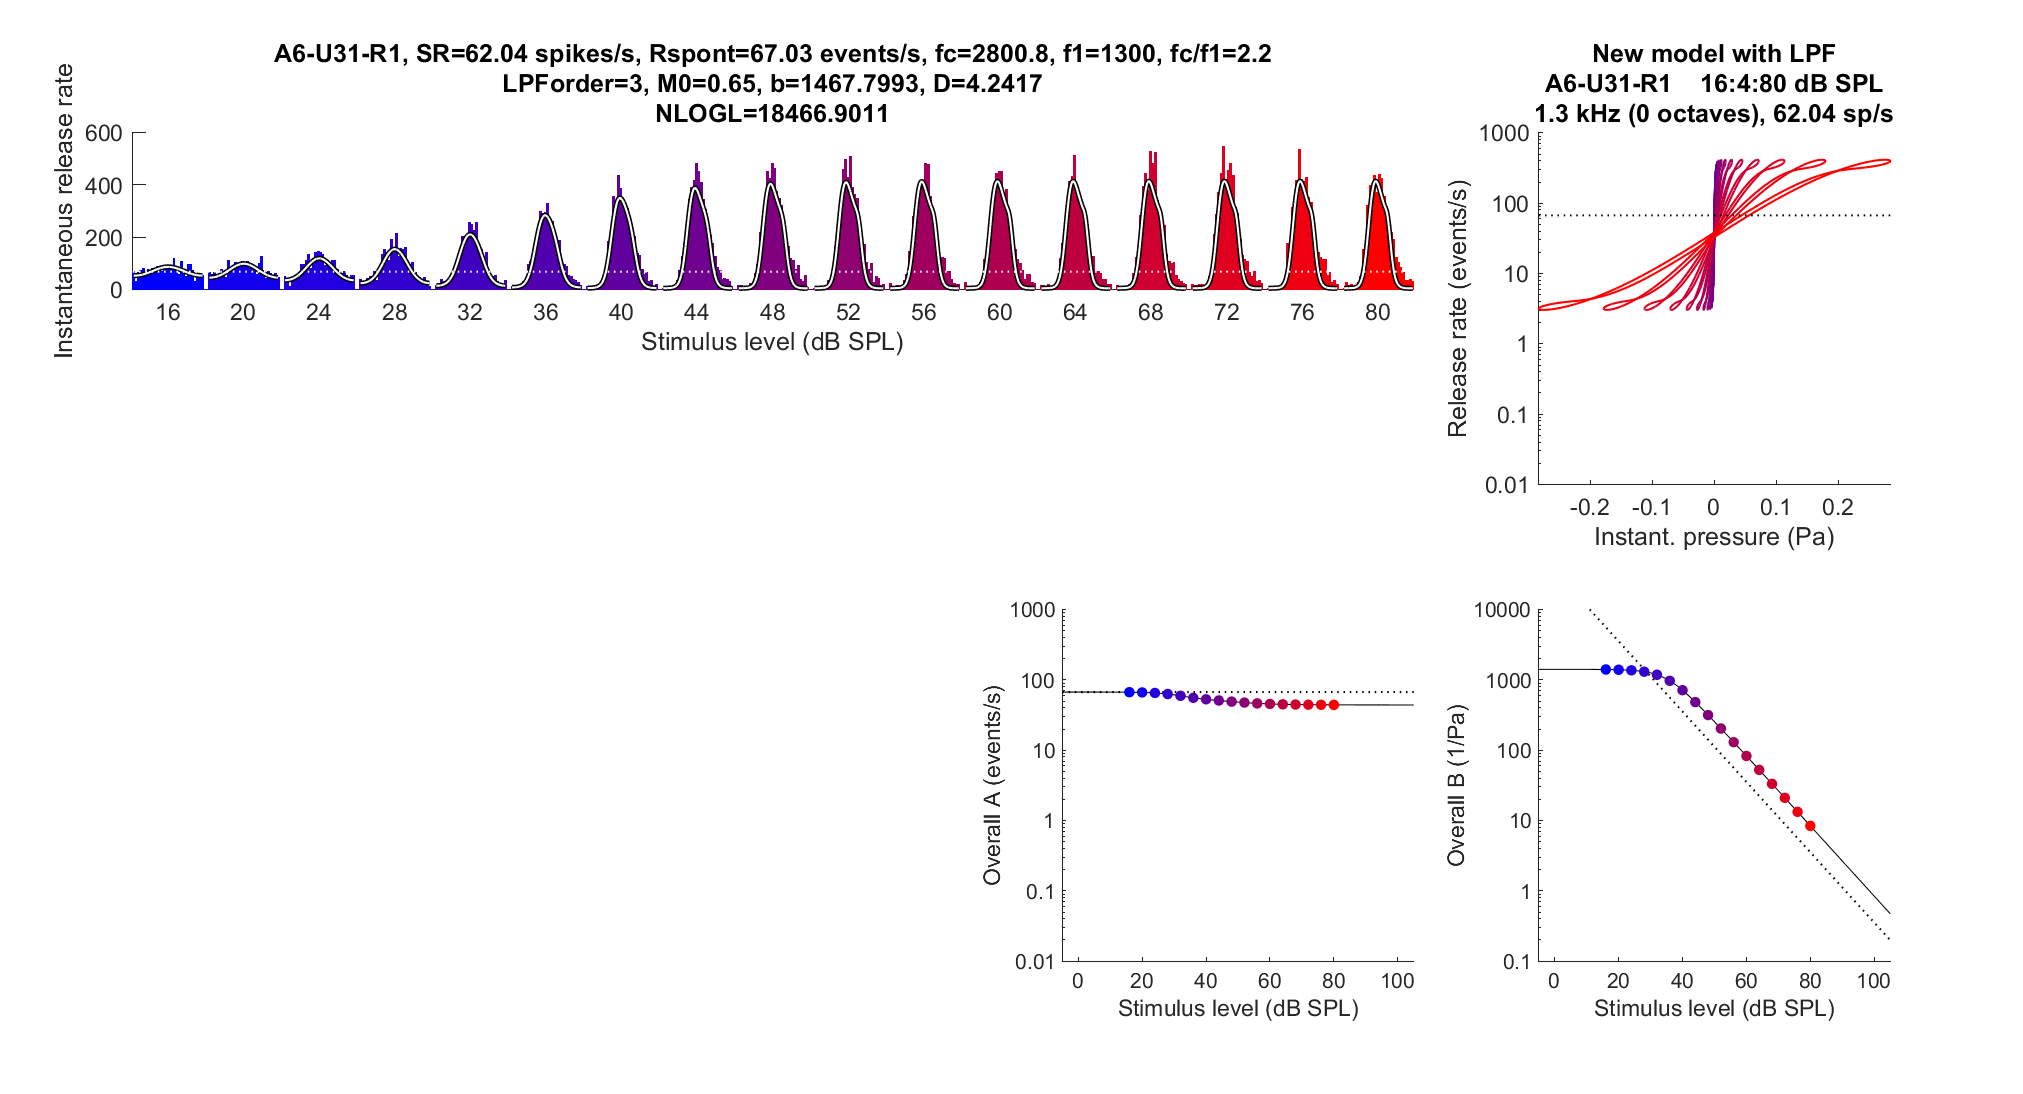 A6-U31-R1, SR=62.04 spikes/s, Rspont=67.03 events/s, fc=2800.8, f1=1300, fc/f1=2.2
LPForder=3, M0=0.65, b=1467.7993, D=4.2417
NLOGL=18466.9011
Instantaneous release rate
600
400
200
0
16 20 24 28 32 36 40 44 48 52 56 60 64 68 72 76 80
Stimulus level (dB SPL)
New model with LPF
A6-U31-R1 16:4:80 dB SPL
1.3 kHz (0 octaves), 62.04 sp/s
Release rate (events/s)
1000
100
10
1
0.1
0.01
-0.2 -0.1 0 0.1 0.2
Instant. pressure (Pa)
Overall A (events/s)
1000
100
10
1
0.1
0.01
0 20 40 60 80 100
Stimulus level (dB SPL)
Overall B (1/Pa)
10000
1000
100
10
1
0.1
0 20 40 60 80 100
Stimulus level (dB SPL)